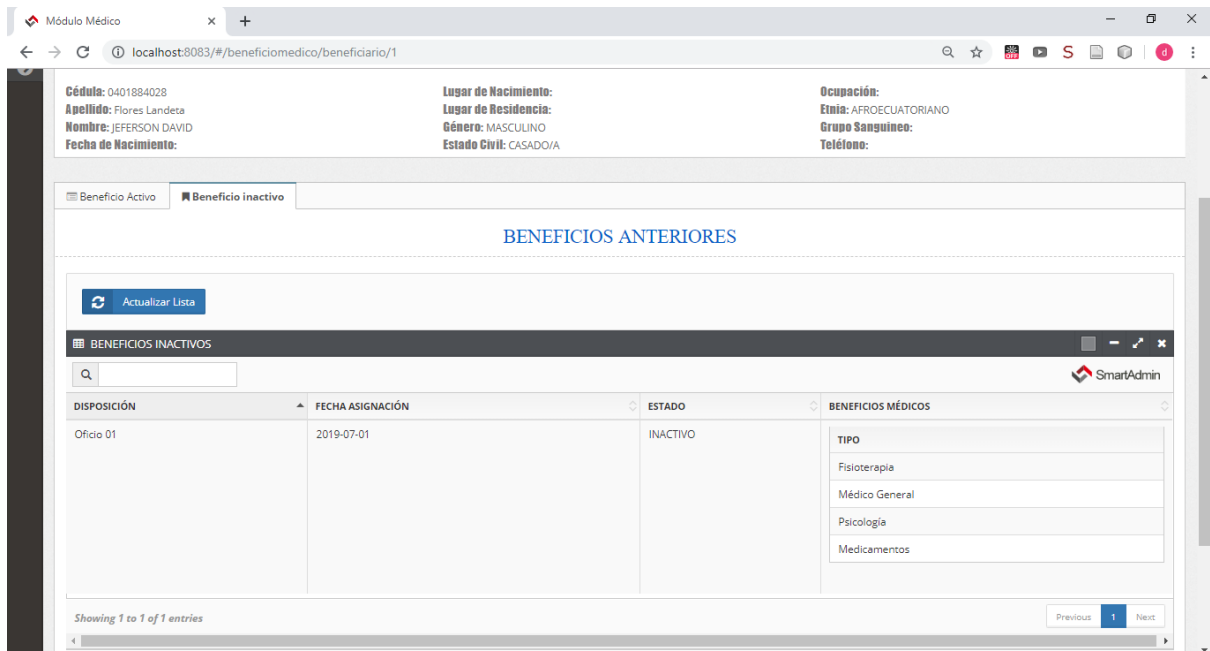 Módulo Médico
localhost:8083/#/beneficiomedico/beneficiario/1
OFF S d
Cédula: 0401884028 Lugar de Nacimiento: Ocupación:
Apellido: Flores Landeta Lugar de Residencia: Etnia: AFROECUATORIANO
Nombre: JEFERSON DAVID Género: MASCULINO Grupo Sanguineo:
Fecha de Nacimiento: Estado Civil: CASADO/A Teléfono:
Beneficio Activo Beneficio inactivo
BENEFICIOS ANTERIORES
Actualizar Lista
BENEFICIOS INACTIVOS
SmartAdmin
DISPOSICIÓN FECHA ASIGNACIÓN ESTADO BENEFICIOS MÉDICOS
Oficio 01 2019-07-01 INACTIVO TIPO
Fisioterapia
Médico General
Psicología
Medicamentos
Showing 1 to 1 of 1 entries Previous 1 Next